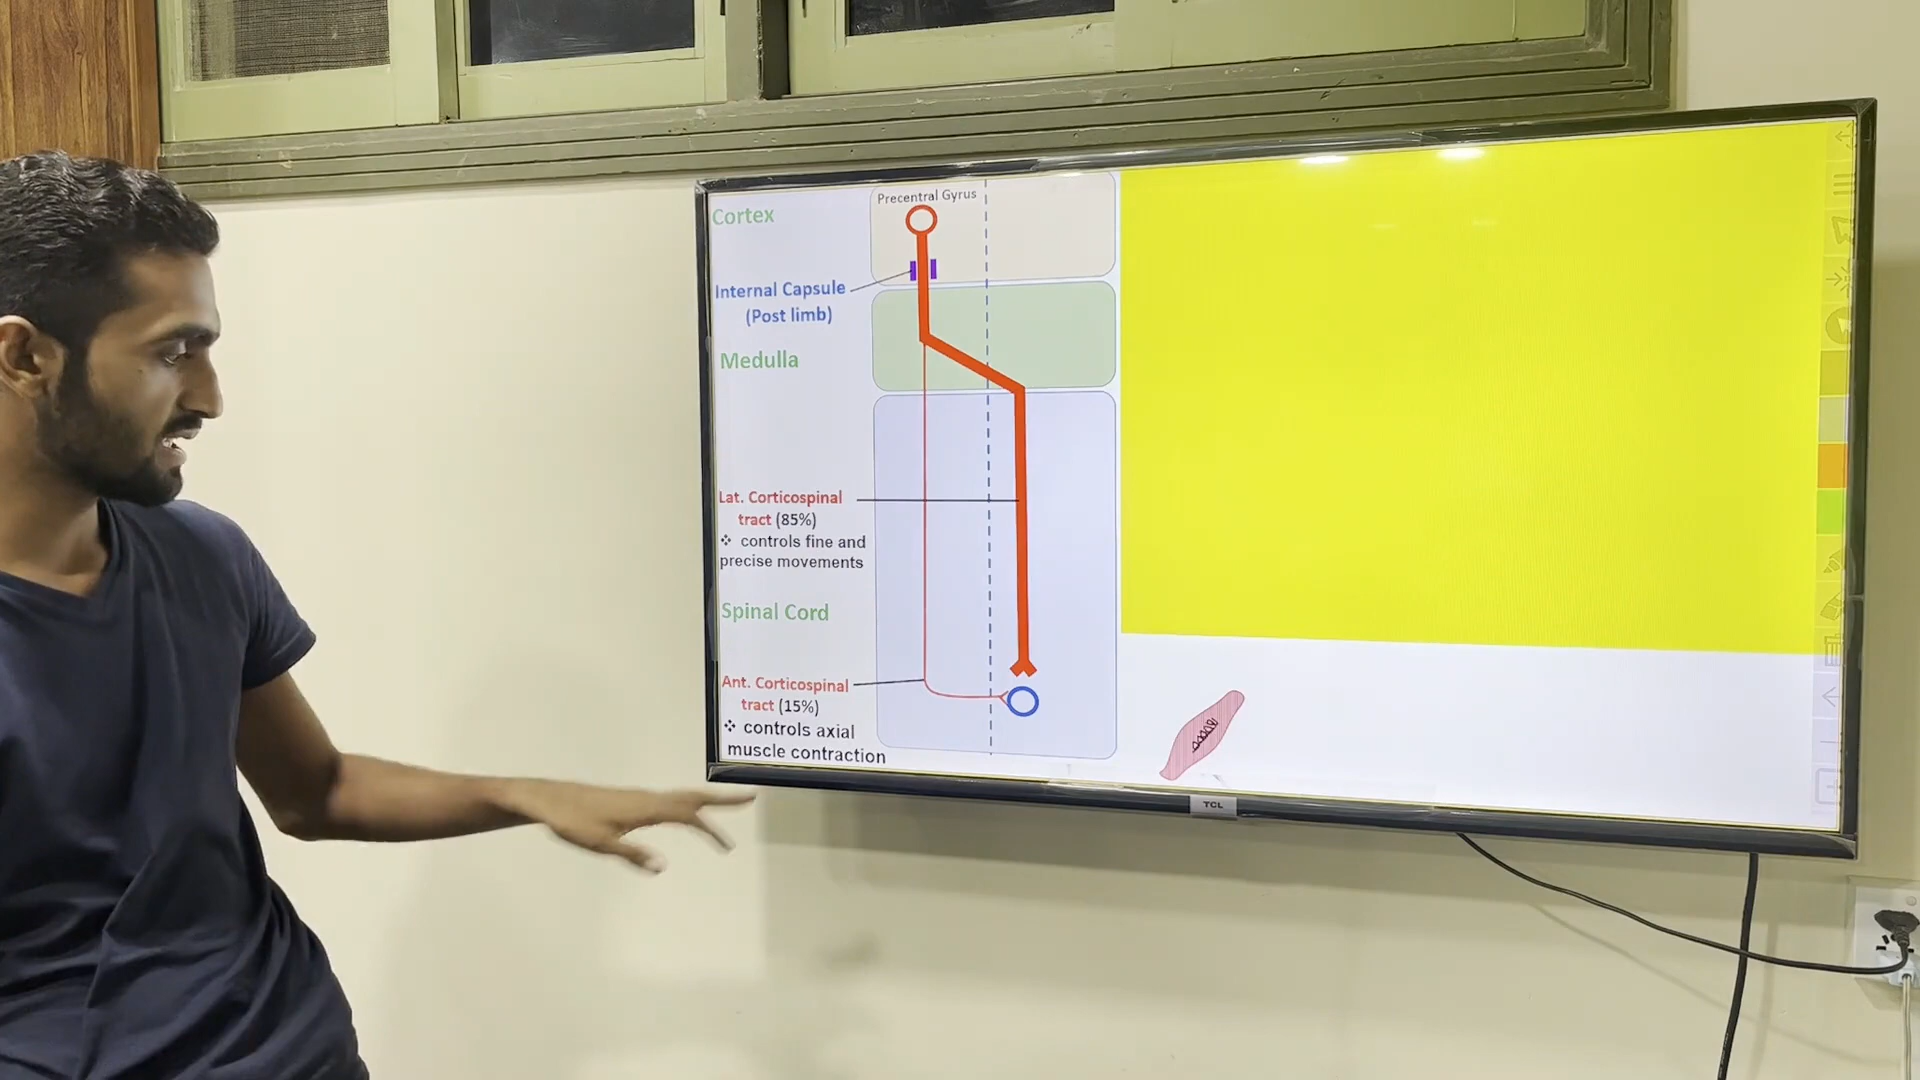 Precentral Gyrus
Cortex
Internal Capsule
(Post limb)
Medulla
Lat. Corticospinal
tract (85%)
❖ controls fine and
precise movements
Spinal Cord
Ant. Corticospinal
tract (15%)
❖ controls axial
muscle contraction
TCL